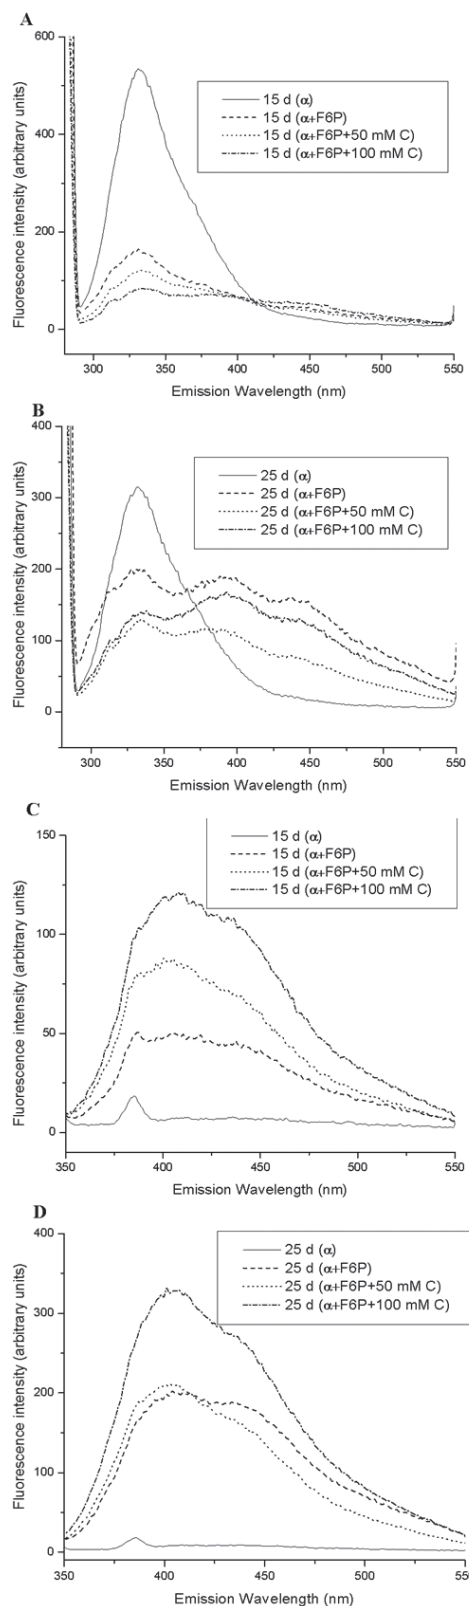 A
600
400
200
0
Fluorescence intensity (arbitrary units)
15 d (α)
15 d (α+F6P)
15 d (α+F6P+50 mM C)
15 d (α+F6P+100 mM C)
300 350 400 450 500 550
Emission Wavelength (nm)
B
400
300
200
100
0
Fluorescence intensity (arbitrary units)
25 d (α)
25 d (α+F6P)
25 d (α+F6P+50 mM C)
25 d (α+F6P+100 mM C)
300 350 400 450 500 550
Emission Wavelength (nm)
C
150
100
50
0
Fluorescence intensity (arbitrary units)
15 d (α)
15 d (α+F6P)
15 d (α+F6P+50 mM C)
15 d (α+F6P+100 mM C)
350 400 450 500 550
Emission Wavelength (nm)
D
400
300
200
100
0
Fluorescence intensity (arbitrary units)
25 d (α)
25 d (α+F6P)
25 d (α+F6P+50 mM C)
25 d (α+F6P+100 mM C)
350 400 450 500 550
Emission Wavelength (nm)